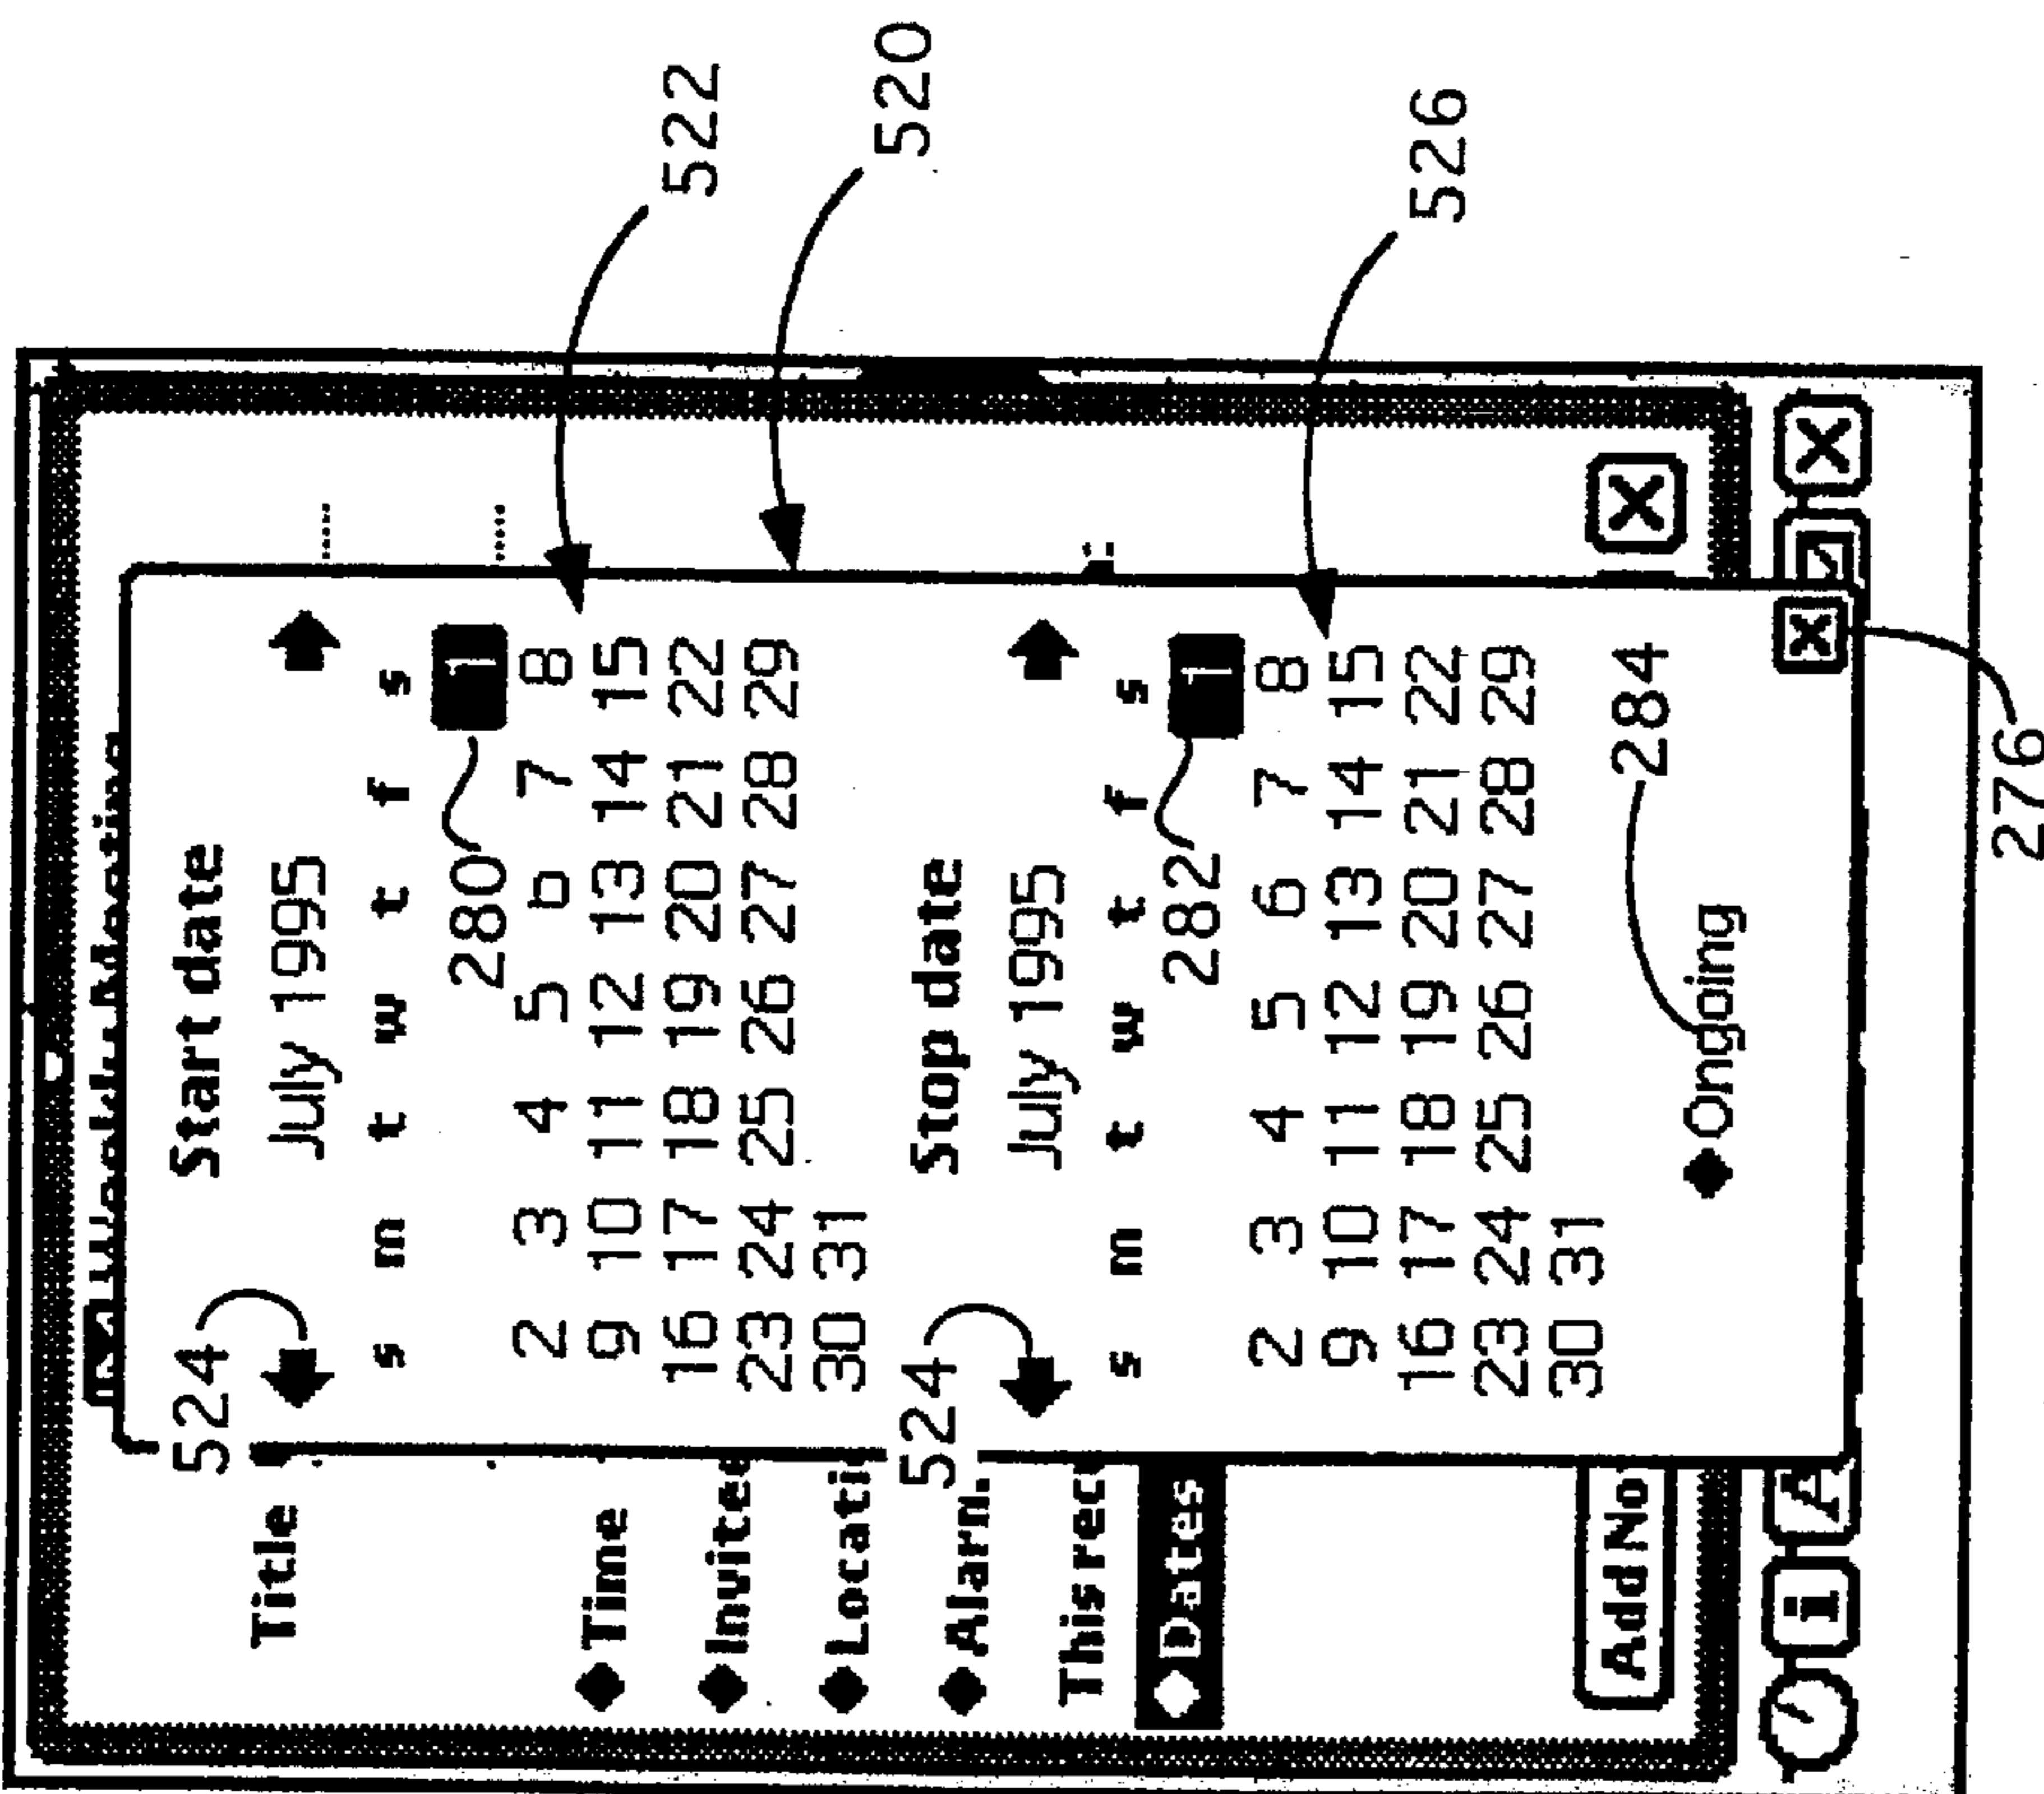 Start date
524
Title
July 1995
s m t w t f s
280
1
2 3 4 5 6 7 8
Time
9 10 11 12 13 14 15
522
16 17 18 19 20 21 22
Invitee
23 24 25 26 27 28 29
30 31
Locati
520
Stop date
524
Alarm.
July 1995
This rec
s m t w t f s
Dates
282
1
2 3 4 5 6 7 8
9 10 11 12 13 14 15
16 17 18 19 20 21 22
526
23 24 25 26 27 28 29
30 31
Add No
284
Ongoing
i A
276